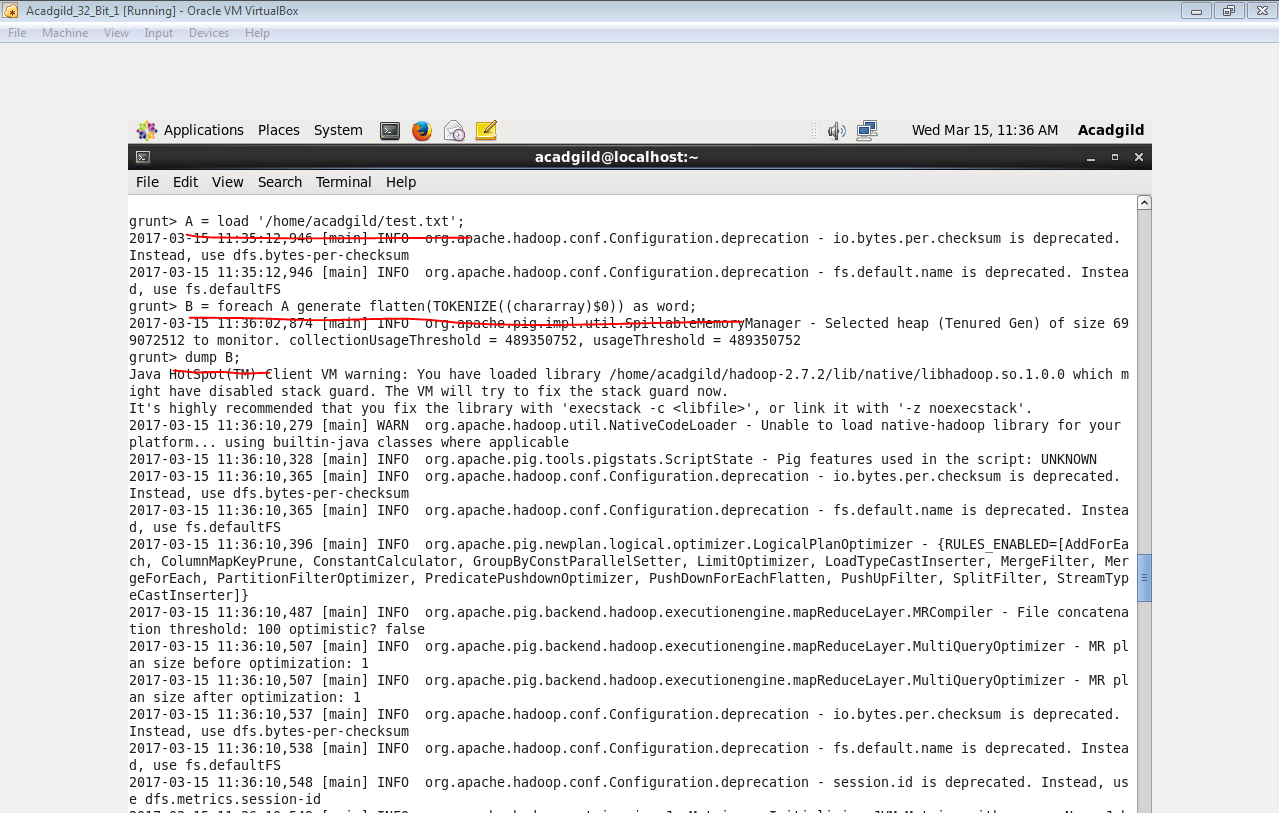 Acadgild_32_Bit_1 [Running] - Oracle VM VirtualBox
File Machine View Input Devices Help
Applications Places System Wed Mar 15, 11:36 AM Acadgild
acadgild@localhost:~
File Edit View Search Terminal Help
grunt> A = load '/home/acadgild/test.txt';
2017-03-15 11:35:12,946 [main] INFO  org.apache.hadoop.conf.Configuration.deprecation - io.bytes.per.checksum is deprecated.
Instead, use dfs.bytes-per-checksum
2017-03-15 11:35:12,946 [main] INFO  org.apache.hadoop.conf.Configuration.deprecation - fs.default.name is deprecated. Instea
d, use fs.defaultFS
grunt> B = foreach A generate flatten(TOKENIZE((chararray)$0)) as word;
2017-03-15 11:36:02,874 [main] INFO  org.apache.pig.impl.util.SpillableMemoryManager - Selected heap (Tenured Gen) of size 69
9072512 to monitor. collectionUsageThreshold = 489350752, usageThreshold = 489350752
grunt> dump B;
Java HotSpot(TM) Client VM warning: You have loaded library /home/acadgild/hadoop-2.7.2/lib/native/libhadoop.so.1.0.0 which m
ight have disabled stack guard. The VM will try to fix the stack guard now.
It's highly recommended that you fix the library with 'execstack -c <libfile>', or link it with '-z noexecstack'.
2017-03-15 11:36:10,279 [main] WARN  org.apache.hadoop.util.NativeCodeLoader - Unable to load native-hadoop library for your
platform... using builtin-java classes where applicable
2017-03-15 11:36:10,328 [main] INFO  org.apache.pig.tools.pigstats.ScriptState - Pig features used in the script: UNKNOWN
2017-03-15 11:36:10,365 [main] INFO  org.apache.hadoop.conf.Configuration.deprecation - io.bytes.per.checksum is deprecated.
Instead, use dfs.bytes-per-checksum
2017-03-15 11:36:10,365 [main] INFO  org.apache.hadoop.conf.Configuration.deprecation - fs.default.name is deprecated. Instea
d, use fs.defaultFS
2017-03-15 11:36:10,396 [main] INFO  org.apache.pig.newplan.logical.optimizer.LogicalPlanOptimizer - {RULES_ENABLED=[AddForEa
ch, ColumnMapKeyPrune, ConstantCalculator, GroupByConstParallelSetter, LimitOptimizer, LoadTypeCastInserter, MergeFilter, Mer
geForEach, PartitionFilterOptimizer, PredicatePushdownOptimizer, PushDownForEachFlatten, PushUpFilter, SplitFilter, StreamTyp
eCastInserter]}
2017-03-15 11:36:10,487 [main] INFO  org.apache.pig.backend.hadoop.executionengine.mapReduceLayer.MRCompiler - File concatena
tion threshold: 100 optimistic? false
2017-03-15 11:36:10,507 [main] INFO  org.apache.pig.backend.hadoop.executionengine.mapReduceLayer.MultiQueryOptimizer - MR pl
an size before optimization: 1
2017-03-15 11:36:10,507 [main] INFO  org.apache.pig.backend.hadoop.executionengine.mapReduceLayer.MultiQueryOptimizer - MR pl
an size after optimization: 1
2017-03-15 11:36:10,537 [main] INFO  org.apache.hadoop.conf.Configuration.deprecation - io.bytes.per.checksum is deprecated.
Instead, use dfs.bytes-per-checksum
2017-03-15 11:36:10,538 [main] INFO  org.apache.hadoop.conf.Configuration.deprecation - fs.default.name is deprecated. Instea
d, use fs.defaultFS
2017-03-15 11:36:10,548 [main] INFO  org.apache.hadoop.conf.Configuration.deprecation - session.id is deprecated. Instead, us
e dfs.metrics.session-id